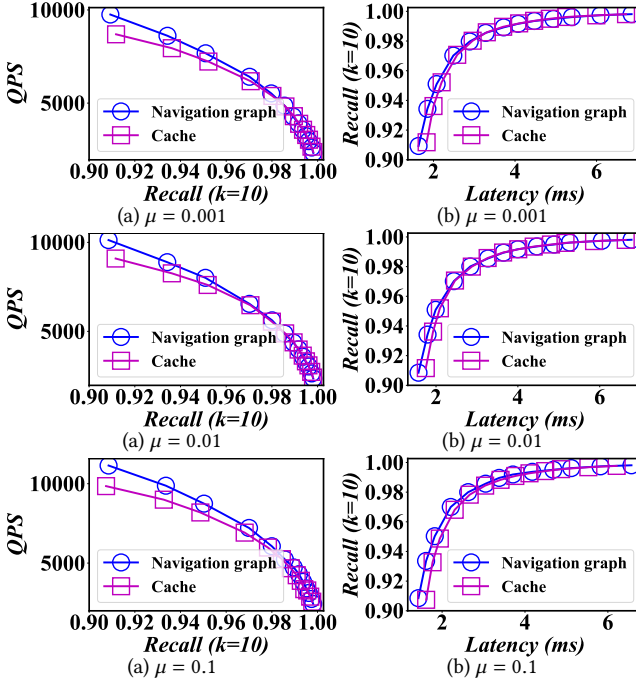 10000
5000
QPS
Navigation graph
Cache
0.90 0.92 0.94 0.96 0.98 1.00
Recall (k=10)
(a) μ = 0.001
1.00
0.98
0.96
0.94
0.92
0.90
Recall (k=10)
Navigation graph
Cache
2 4 6
Latency (ms)
(b) μ = 0.001
10000
5000
QPS
Navigation graph
Cache
0.90 0.92 0.94 0.96 0.98 1.00
Recall (k=10)
(a) μ = 0.01
1.00
0.98
0.96
0.94
0.92
0.90
Recall (k=10)
Navigation graph
Cache
2 4 6
Latency (ms)
(b) μ = 0.01
10000
5000
QPS
Navigation graph
Cache
0.90 0.92 0.94 0.96 0.98 1.00
Recall (k=10)
(a) μ = 0.1
1.00
0.98
0.96
0.94
0.92
0.90
Recall (k=10)
Navigation graph
Cache
2 4 6
Latency (ms)
(b) μ = 0.1